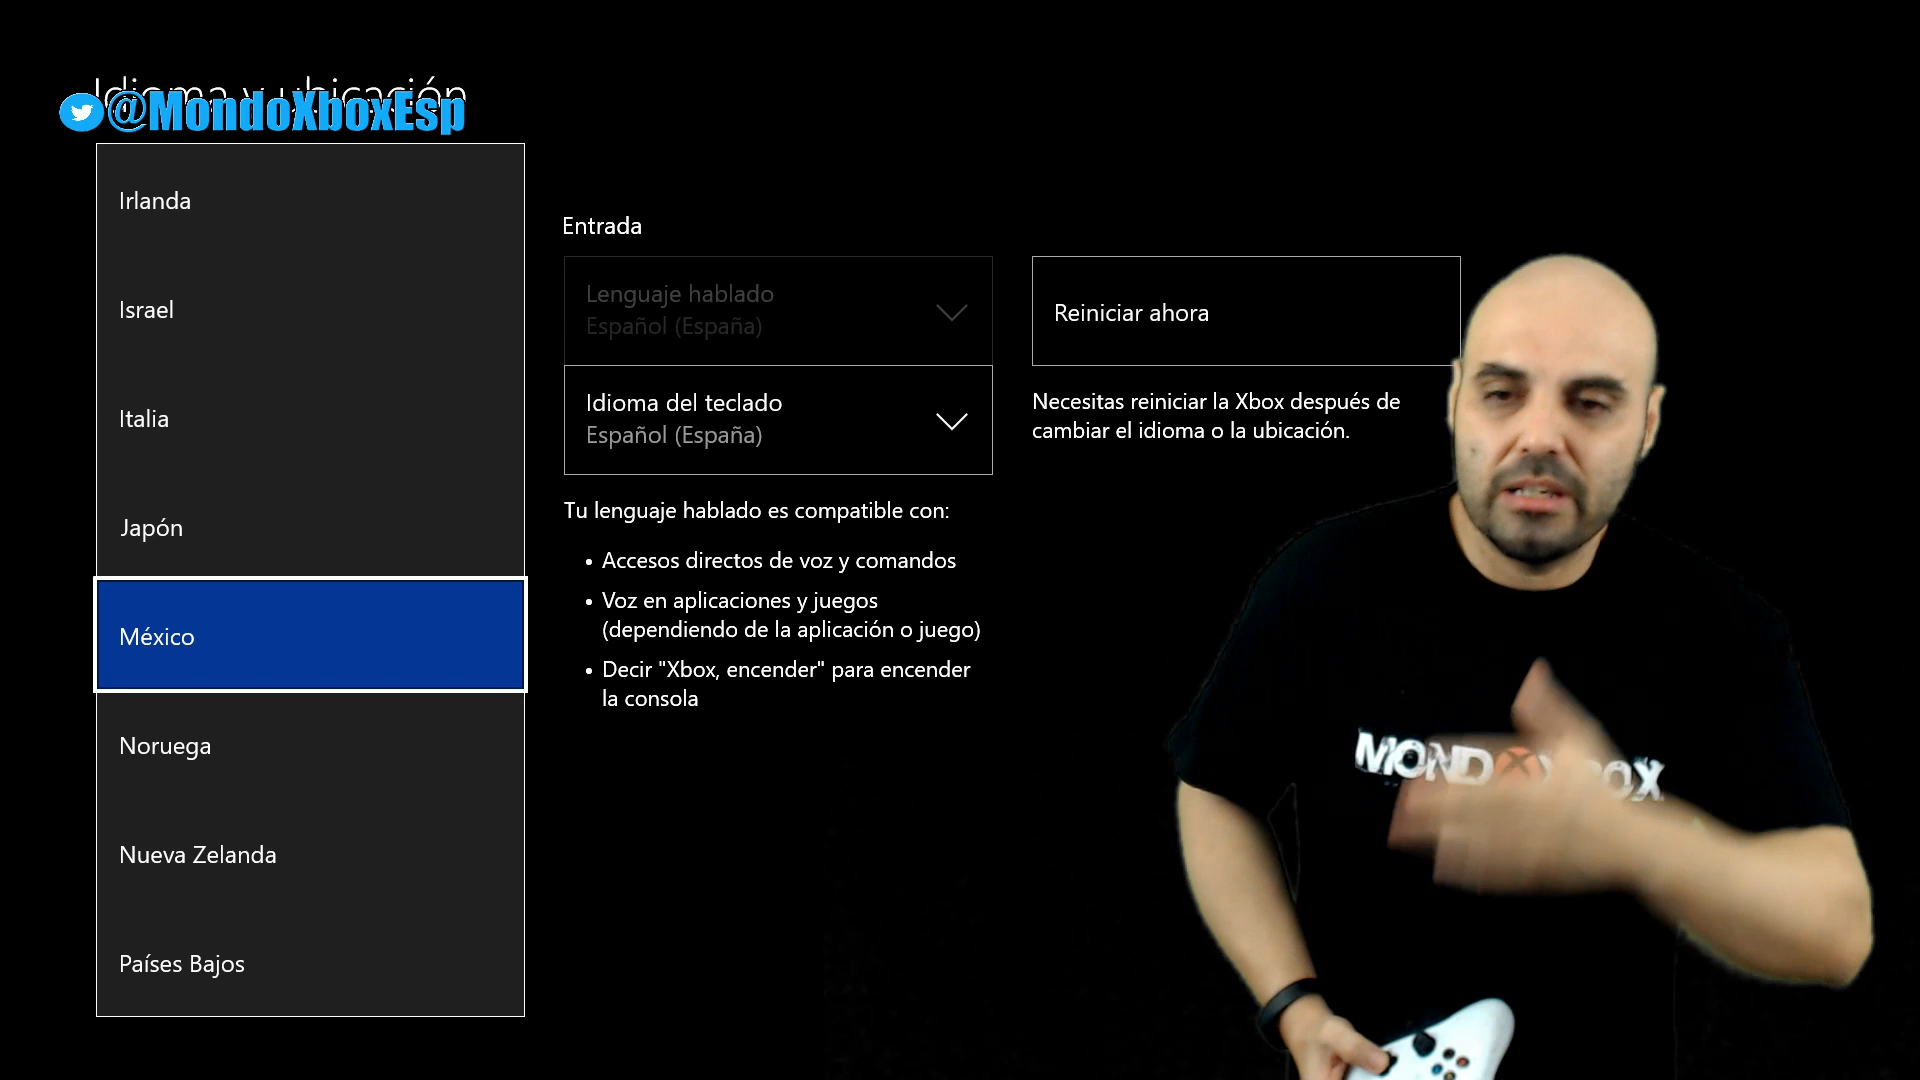 Idioma y ubicación
@MondoXboxEsp
Irlanda
Israel
Italia
Japón
México
Noruega
Nueva Zelanda
Países Bajos
Entrada
Lenguaje hablado
Español (España)
Idioma del teclado
Español (España)
Tu lenguaje hablado es compatible con:
• Accesos directos de voz y comandos
• Voz en aplicaciones y juegos
(dependiendo de la aplicación o juego)
• Decir "Xbox, encender" para encender
la consola
Reiniciar ahora
Necesitas reiniciar la Xbox después de
cambiar el idioma o la ubicación.